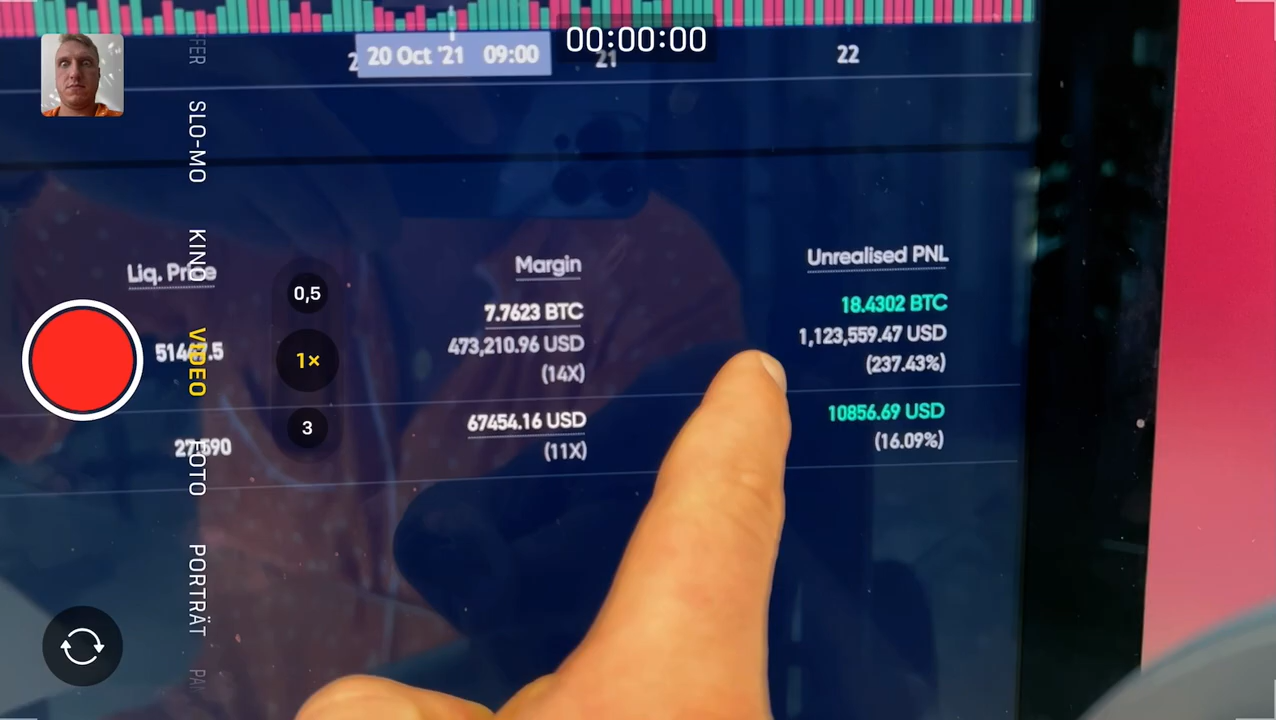 20 Oct '21 09:00
21
22
00:00:00
SLO-MO
KINO
VIDEO
FOTO
PORTRÄT
0,5
1×
3
Liq. Price
Margin
Unrealised PNL
7.7623 BTC
18.4302 BTC
473,210.96 USD
1,123,559.47 USD
(14X)
(237.43%)
67454.16 USD
10856.69 USD
(11X)
(16.09%)